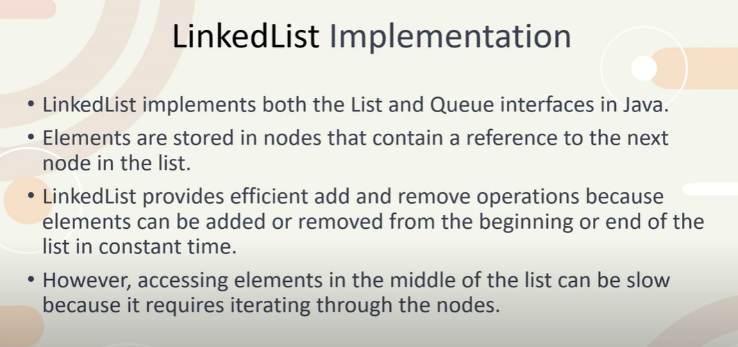 LinkedList Implementation
• LinkedList implements both the List and Queue interfaces in Java.
• Elements are stored in nodes that contain a reference to the next
node in the list.
• LinkedList provides efficient add and remove operations because
elements can be added or removed from the beginning or end of the
list in constant time.
• However, accessing elements in the middle of the list can be slow
because it requires iterating through the nodes.